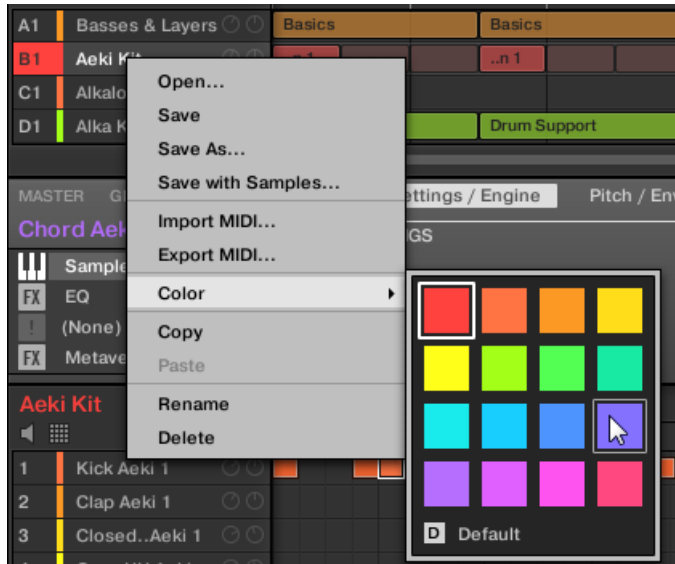 A1 Basses & Layers Basics Basics
B1 Aeki ..n 1
C1 Alkalo
D1 Alka Drum Support
Open...
Save
Save As...
Save with Samples...
Import MIDI...
Export MIDI...
Color
Copy
Paste
Rename
Delete
MASTER G ettings / Engine Pitch / Env
Chord Aek GS
Sample
FX EQ
! (None)
FX Metave
D Default
Aeki Kit
1 Kick Aeki 1
2 Clap Aeki 1
3 Closed..Aeki 1